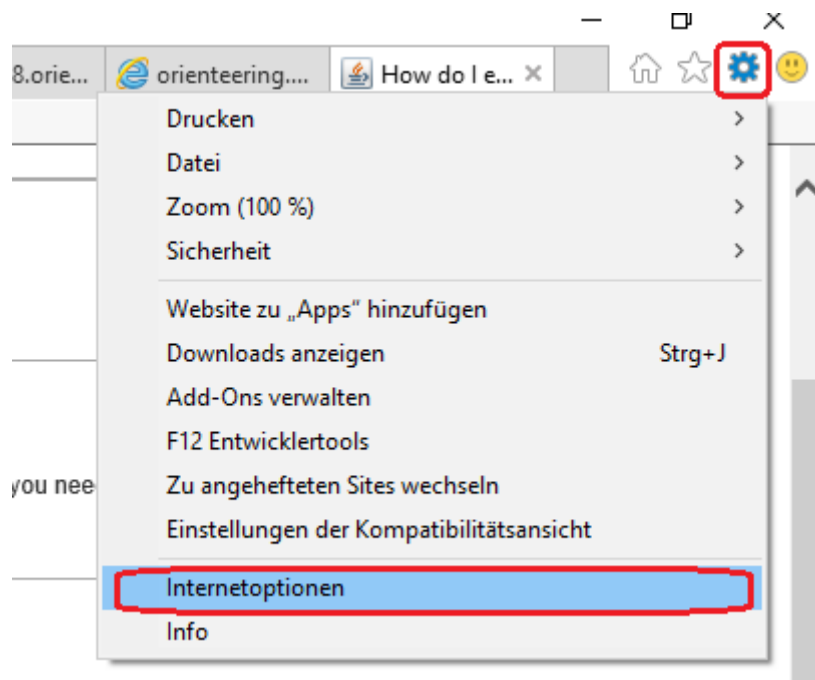 8.orie... orienteering.... How do I e...
Drucken
Datei
Zoom (100 %)
Sicherheit
Website zu „Apps“ hinzufügen
Downloads anzeigen Strg+J
Add-Ons verwalten
F12 Entwicklertools
you nee
Zu angehefteten Sites wechseln
Einstellungen der Kompatibilitätsansicht
Internetoptionen
Info